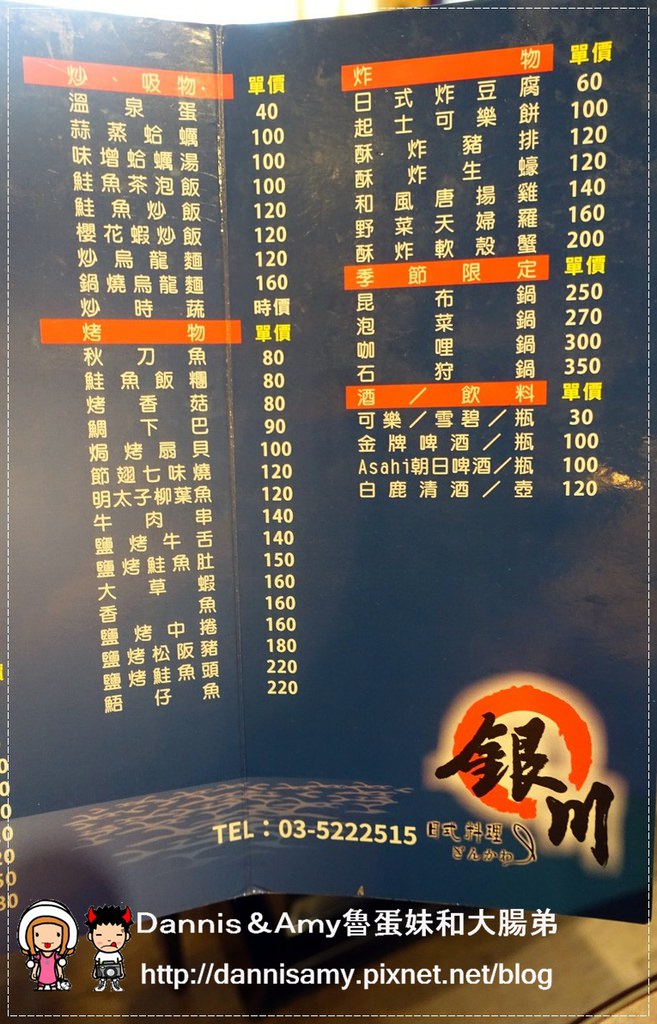 炒、吸物 單價
溫泉蛋 40
蒜蒸蛤蠣 100
味增蛤蠣湯 100
鮭魚茶泡飯 100
鮭魚炒飯 120
櫻花蝦炒飯 120
炒烏龍麵 120
鍋燒烏龍麵 160
炒時蔬 時價
烤物 單價
秋刀魚 80
鮭魚飯糰 80
烤香菇 80
鯛下巴 90
焗烤扇貝 100
節翅七味燒 120
明太子柳葉魚 120
牛肉串 140
鹽烤牛舌 140
鹽烤鮭魚肚 150
大草蝦 160
香魚 160
鹽烤中捲 160
鹽烤松阪豬 180
鹽烤鮭魚頭 220
鯃仔魚 220
炸物 單價
日式炸豆腐 60
起士可樂餅 100
酥炸豬排 120
酥炸生蠔 120
和風唐揚雞 140
野菜天婦羅 160
酥炸軟殼蟹 200
季節限定 單價
昆布鍋 250
泡菜鍋 270
咖哩鍋 300
石狩鍋 350
酒／飲料 單價
可樂／雪碧／瓶 30
金牌啤酒／瓶 100
Asahi朝日啤酒／瓶 100
白鹿清酒／壺 120
銀川
日式料理
ぎんかわ
TEL：03-5222515
Dannis＆Amy魯蛋妹和大腸弟
http://dannisamy.pixnet.net/blog